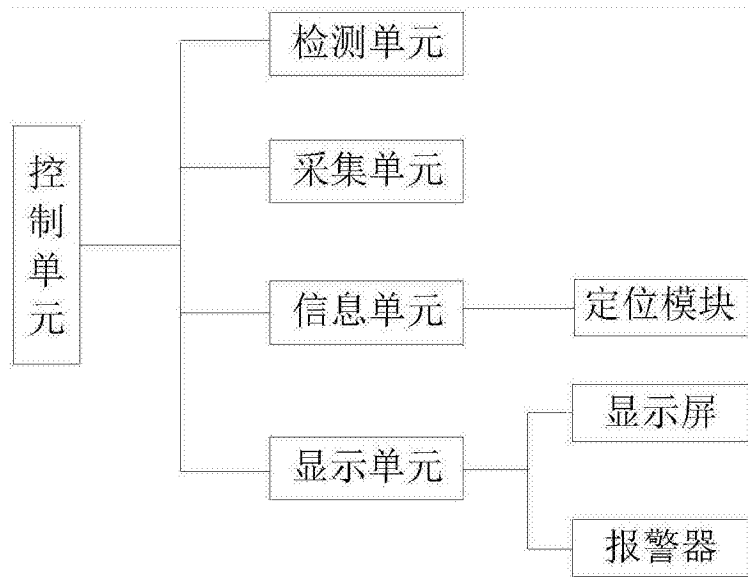 控制单元
检测单元
采集单元
信息单元
定位模块
显示单元
显示屏
报警器